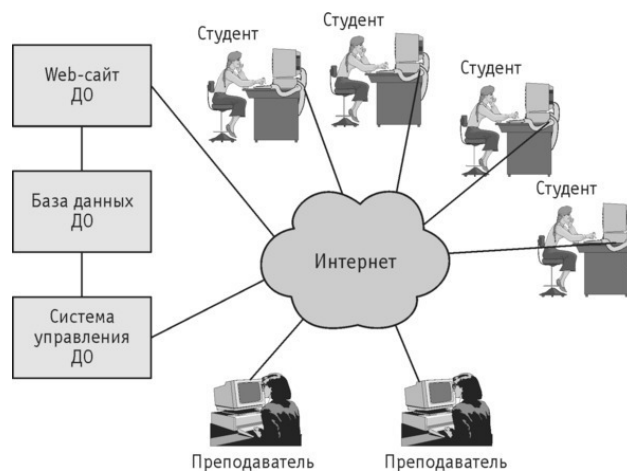 Web-сайт
ДО
База данных
ДО
Система
управления
ДО
Студент
Студент
Студент
Студент
Интернет
Преподаватель
Преподаватель